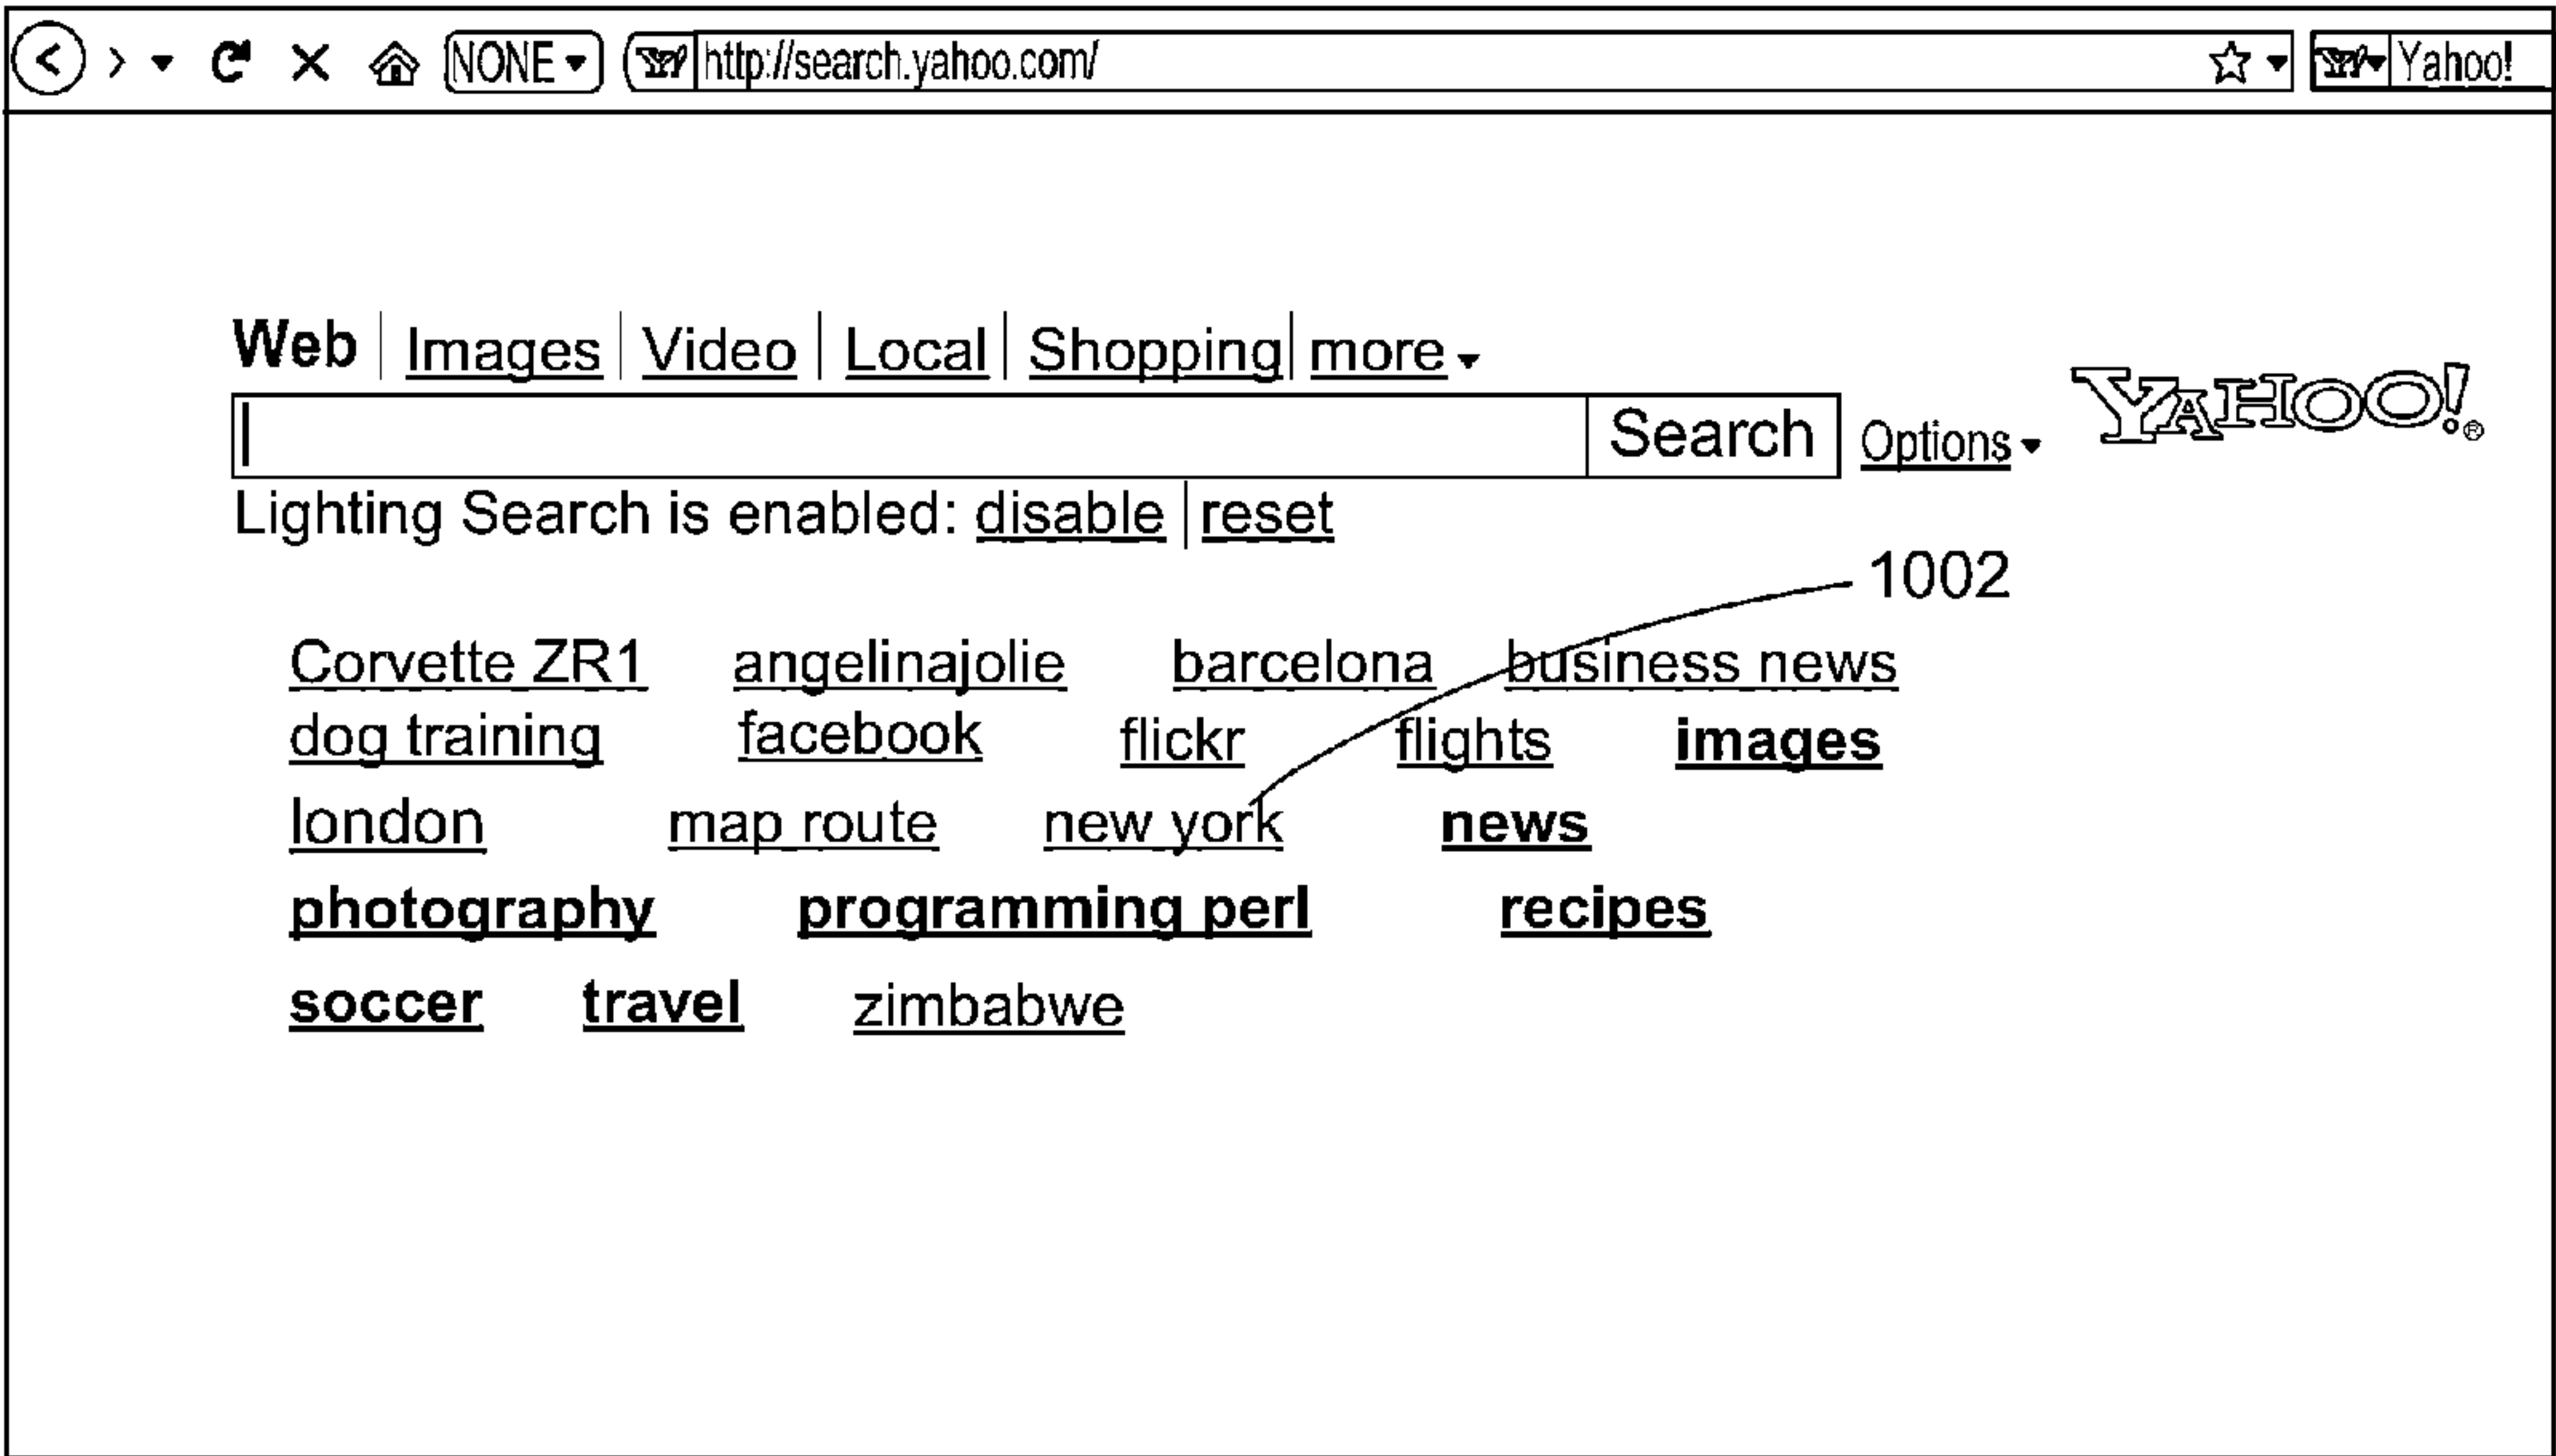 NONE http://search.yahoo.com/ Yahoo!
Web Images Video Local Shopping more
Search Options YAHOO!®
Lighting Search is enabled: disable reset
1002
Corvette ZR1 angelinajolie barcelona business news
dog training facebook flickr flights images
london map route new york news
photography programming perl recipes
soccer travel zimbabwe